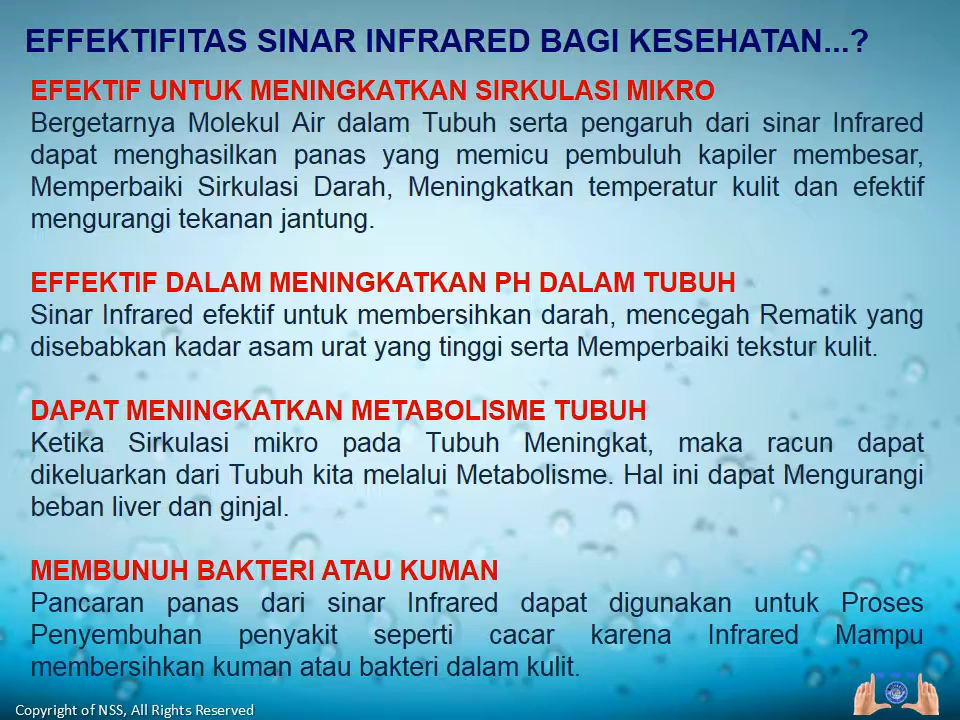 EFFEKTIFITAS SINAR INFRARED BAGI KESEHATAN...?
EFEKTIF UNTUK MENINGKATKAN SIRKULASI MIKRO
Bergetarnya Molekul Air dalam Tubuh serta pengaruh dari sinar Infrared
dapat menghasilkan panas yang memicu pembuluh kapiler membesar,
Memperbaiki Sirkulasi Darah, Meningkatkan temperatur kulit dan efektif
mengurangi tekanan jantung.
EFFEKTIF DALAM MENINGKATKAN PH DALAM TUBUH
Sinar Infrared efektif untuk membersihkan darah, mencegah Rematik yang
disebabkan kadar asam urat yang tinggi serta Memperbaiki tekstur kulit.
DAPAT MENINGKATKAN METABOLISME TUBUH
Ketika Sirkulasi mikro pada Tubuh Meningkat, maka racun dapat
dikeluarkan dari Tubuh kita melalui Metabolisme. Hal ini dapat Mengurangi
beban liver dan ginjal.
MEMBUNUH BAKTERI ATAU KUMAN
Pancaran panas dari sinar Infrared dapat digunakan untuk Proses
Penyembuhan penyakit seperti cacar karena Infrared Mampu
membersihkan kuman atau bakteri dalam kulit.
Copyright of NSS, All Rights Reserved